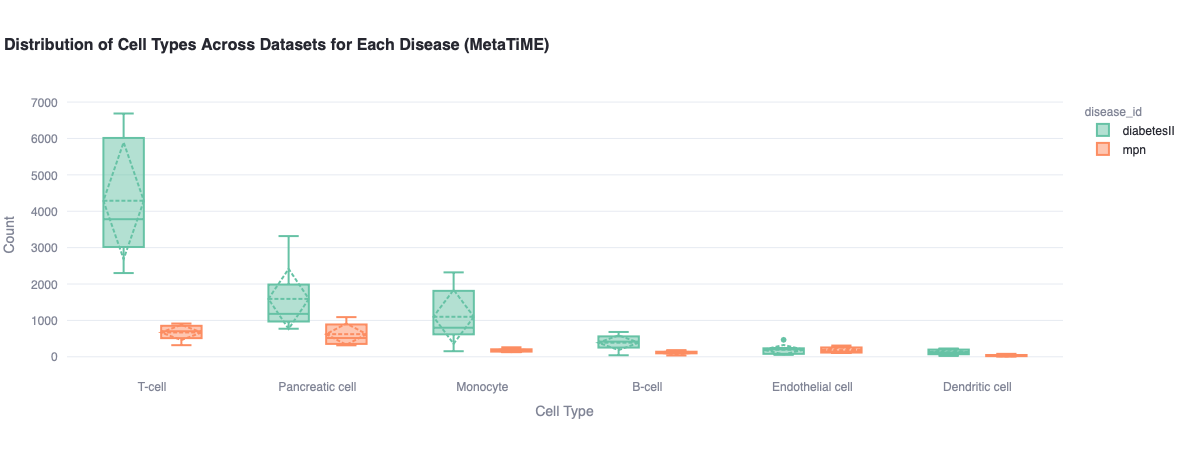 Distribution of Cell Types Across Datasets for Each Disease (MetaTiME)
disease_id
diabetesII
mpn
Count
7000
6000
5000
4000
3000
2000
1000
0
T-cell
Pancreatic cell
Monocyte
B-cell
Endothelial cell
Dendritic cell
Cell Type